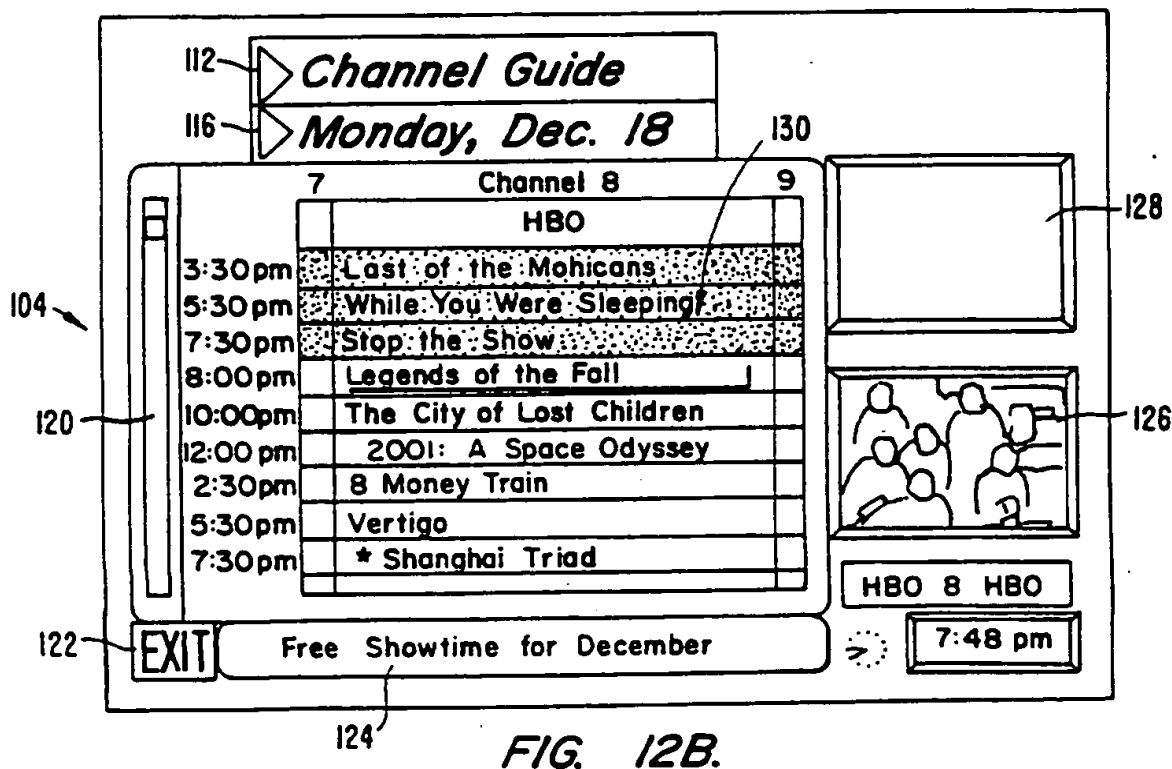 112 Channel Guide
116 Monday, Dec. 18
130
7 Channel 8 9
128
HBO
3:30pm Last of the Mohicans
104
5:30pm While You Were Sleeping
7:30pm Stop the Show
8:00pm Legends of the Fall
120
10:00pm The City of Lost Children
126
12:00 pm 2001: A Space Odyssey
2:30pm 8 Money Train
5:30pm Vertigo
7:30pm * Shanghai Triad
HBO 8 HBO
122 EXIT Free Showtime for December 7:48 pm
124
FIG. 12B.